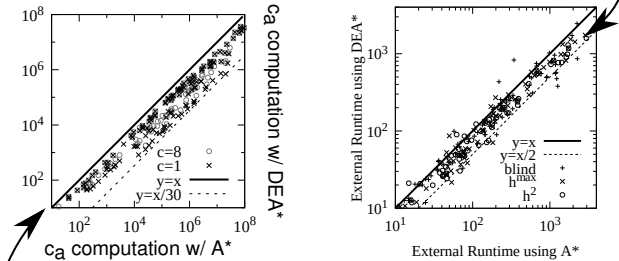 10^8
10^6
10^4
10^2
c=8
c=1
y=x
y=x/30
10^2 10^4 10^6 10^8
c_a computation w/ A*
c_a computation w/ DEA*
External Runtime using DEA*
10^3
10^2
10^1
y=x
y=x/2
blind
h^max
h^2
10^1 10^2 10^3
External Runtime using A*